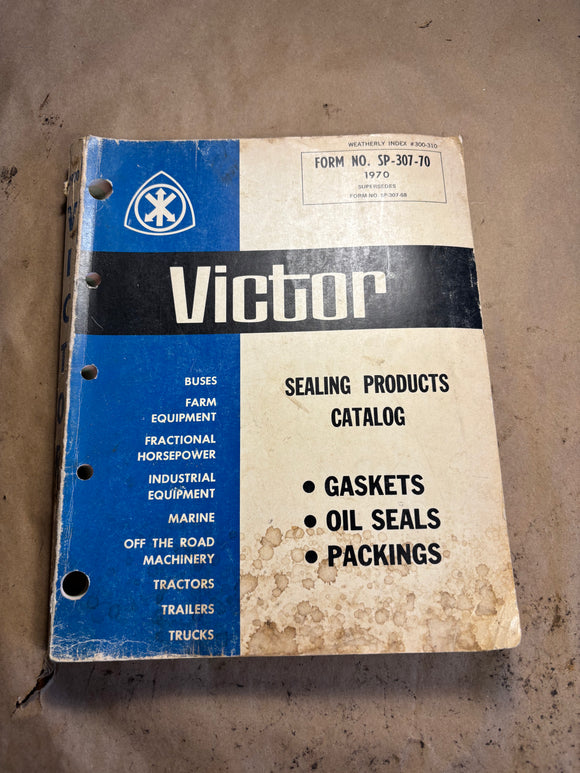 WEATHERLY INDEX #300-310
FORM NO. SP-307-70
1970
SUPERSEDES
FORM NO. SP-307-68
Victor
BUSES
FARM
EQUIPMENT
FRACTIONAL
HORSEPOWER
INDUSTRIAL
EQUIPMENT
MARINE
OFF THE ROAD
MACHINERY
TRACTORS
TRAILERS
TRUCKS
SEALING PRODUCTS
CATALOG
• GASKETS
• OIL SEALS
• PACKINGS
VICTOR